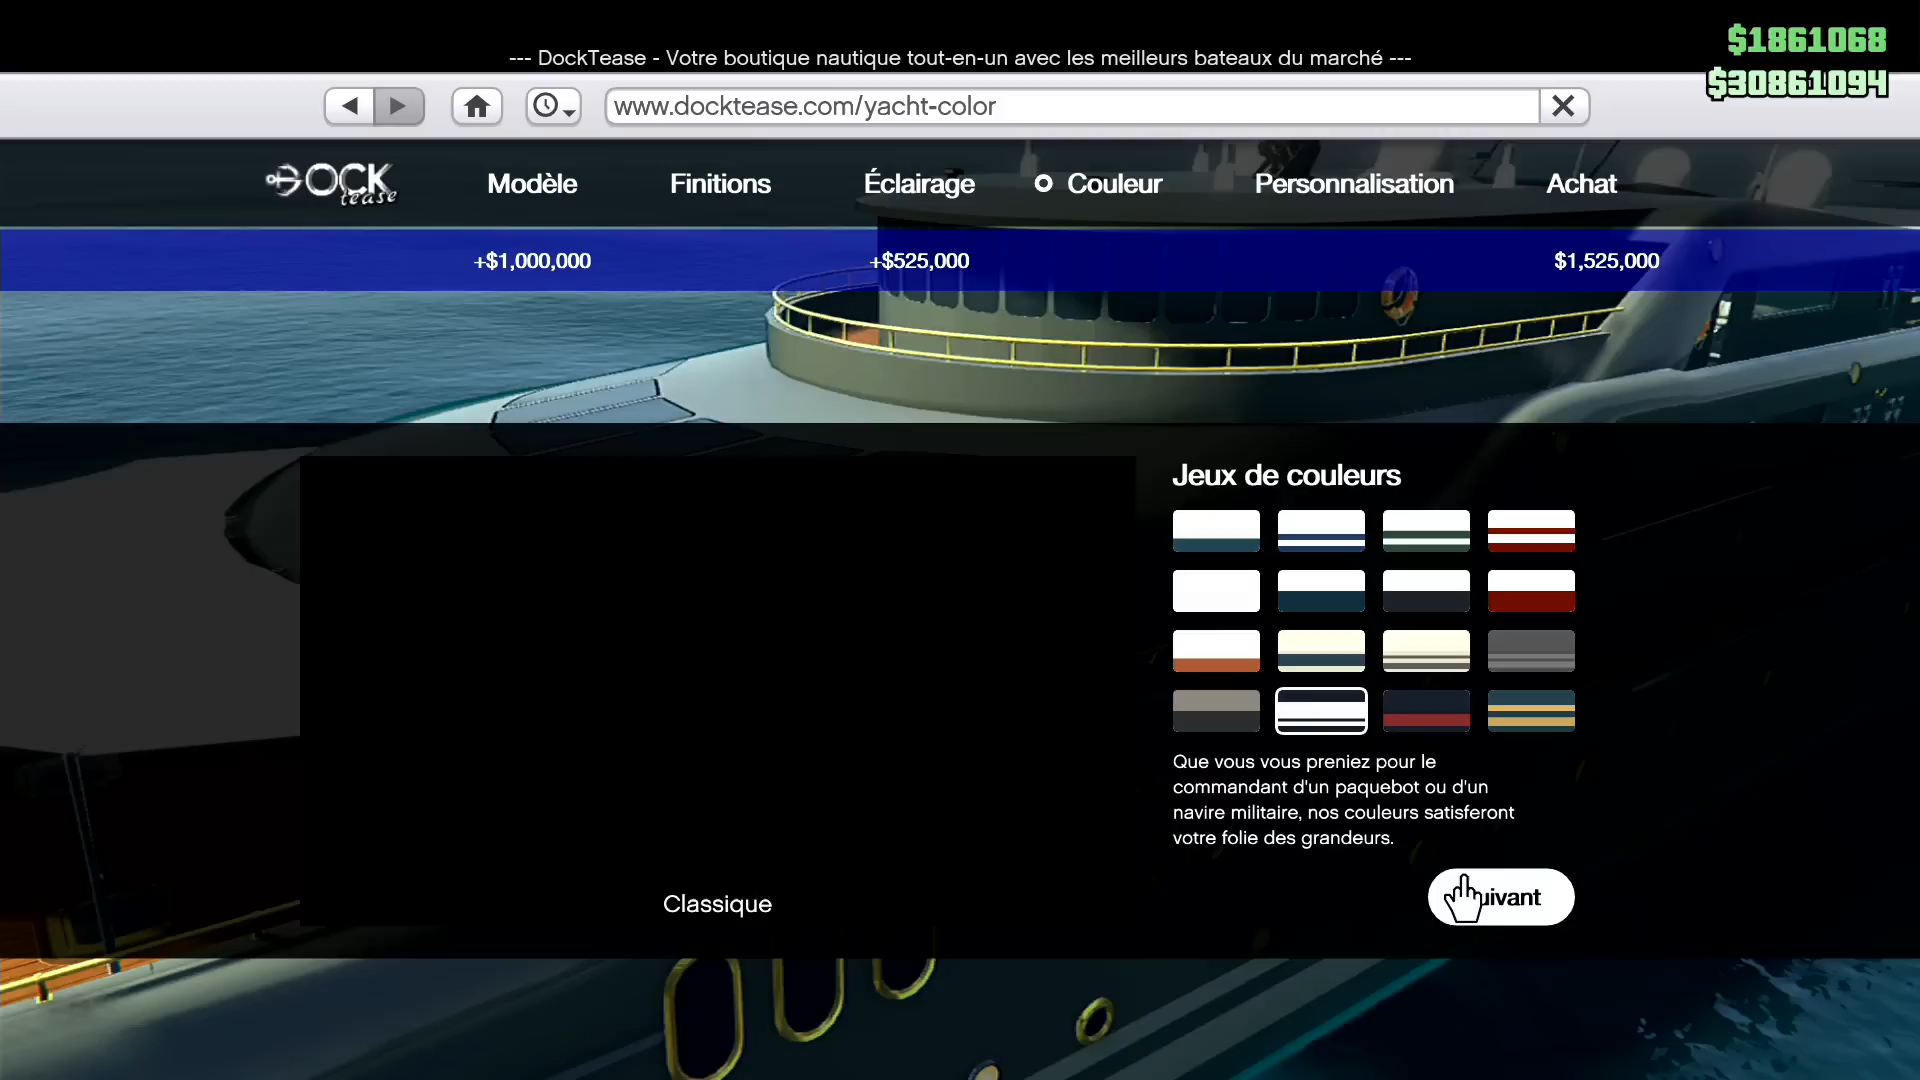 --- DockTease - Votre boutique nautique tout-en-un avec les meilleurs bateaux du marché ---
$1861068
$30861094
www.docktease.com/yacht-color
DOCK tease
Modèle
Finitions
Éclairage
Couleur
Personnalisation
Achat
+$1,000,000
+$525,000
$1,525,000
Jeux de couleurs
Que vous vous preniez pour le
commandant d'un paquebot ou d'un
navire militaire, nos couleurs satisferont
votre folie des grandeurs.
Classique
uivant